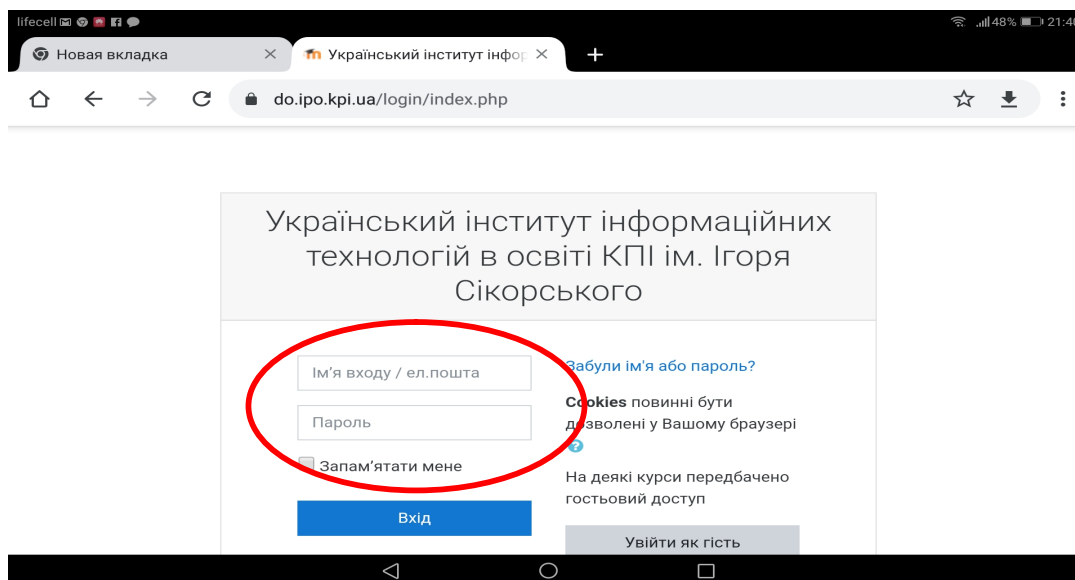 lifecell
48% 21:40
Новая вкладка
Український інститут інфор
do.ipo.kpi.ua/login/index.php
Український інститут інформаційних
технологій в освіті КПІ ім. Ігоря
Сікорського
Ім’я входу / ел.пошта
Пароль
Запам’ятати мене
Вхід
Забули ім'я або пароль?
Cookies повинні бути
дозволені у Вашому браузері
?
На деякі курси передбачено
гостьовий доступ
Увійти як гість